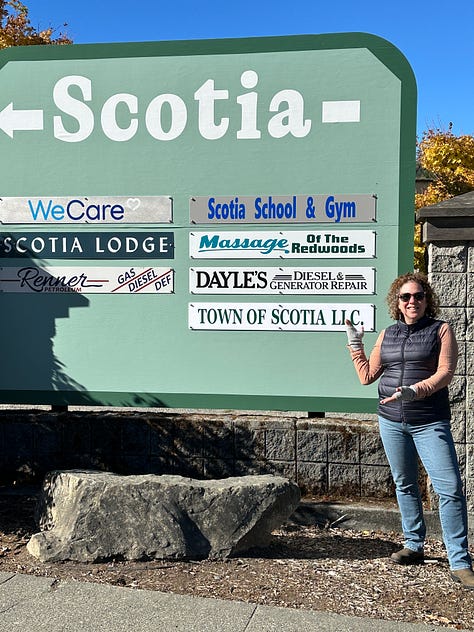 Scotia
WeCare
SCOTIA LODGE
Renner
PETROLEUM
GAS
DIESEL
DEF
Scotia School & Gym
Massage Of The
Redwoods
DAYLE'S DIESEL &
GENERATOR REPAIR
TOWN OF SCOTIA LLC.